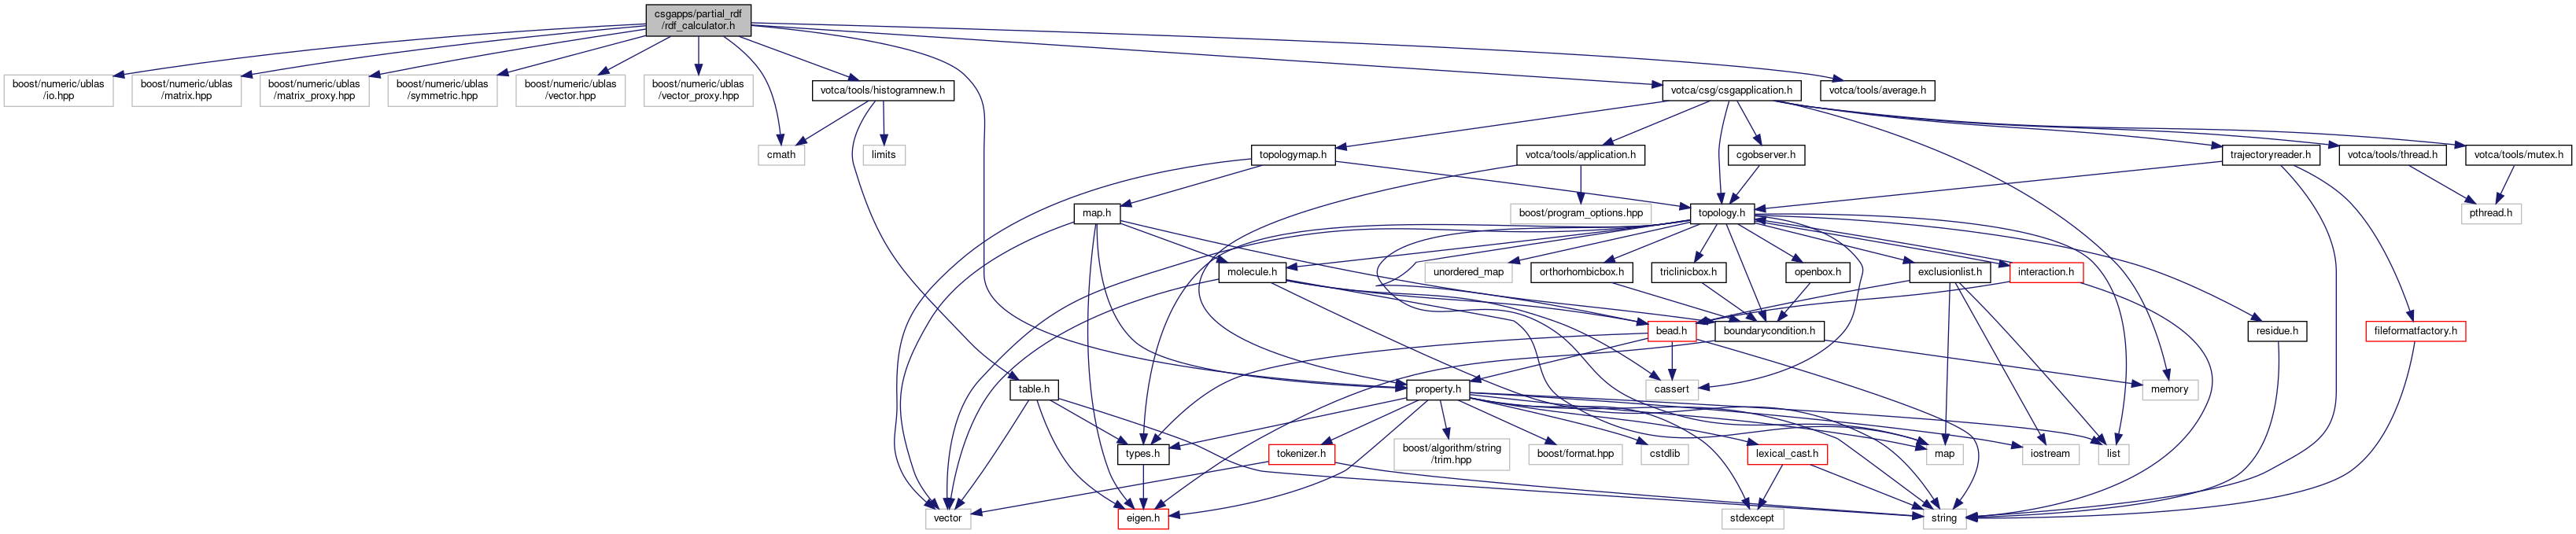 csgapps/partial_rdf
/rdf_calculator.h
boost/numeric/ublas
/io.hpp
boost/numeric/ublas
/matrix.hpp
boost/numeric/ublas
/matrix_proxy.hpp
boost/numeric/ublas
/symmetric.hpp
boost/numeric/ublas
/vector.hpp
boost/numeric/ublas
/vector_proxy.hpp
votca/tools/histogramnew.h
votca/csg/csgapplication.h
votca/tools/average.h
cmath
limits
topologymap.h
votca/tools/application.h
cgobserver.h
trajectoryreader.h
votca/tools/thread.h
votca/tools/mutex.h
map.h
boost/program_options.hpp
topology.h
pthread.h
molecule.h
unordered_map
orthorhombicbox.h
triclinicbox.h
openbox.h
exclusionlist.h
interaction.h
bead.h
boundarycondition.h
residue.h
fileformatfactory.h
table.h
property.h
cassert
memory
types.h
tokenizer.h
boost/algorithm/string
/trim.hpp
boost/format.hpp
cstdlib
lexical_cast.h
map
iostream
list
vector
eigen.h
stdexcept
string